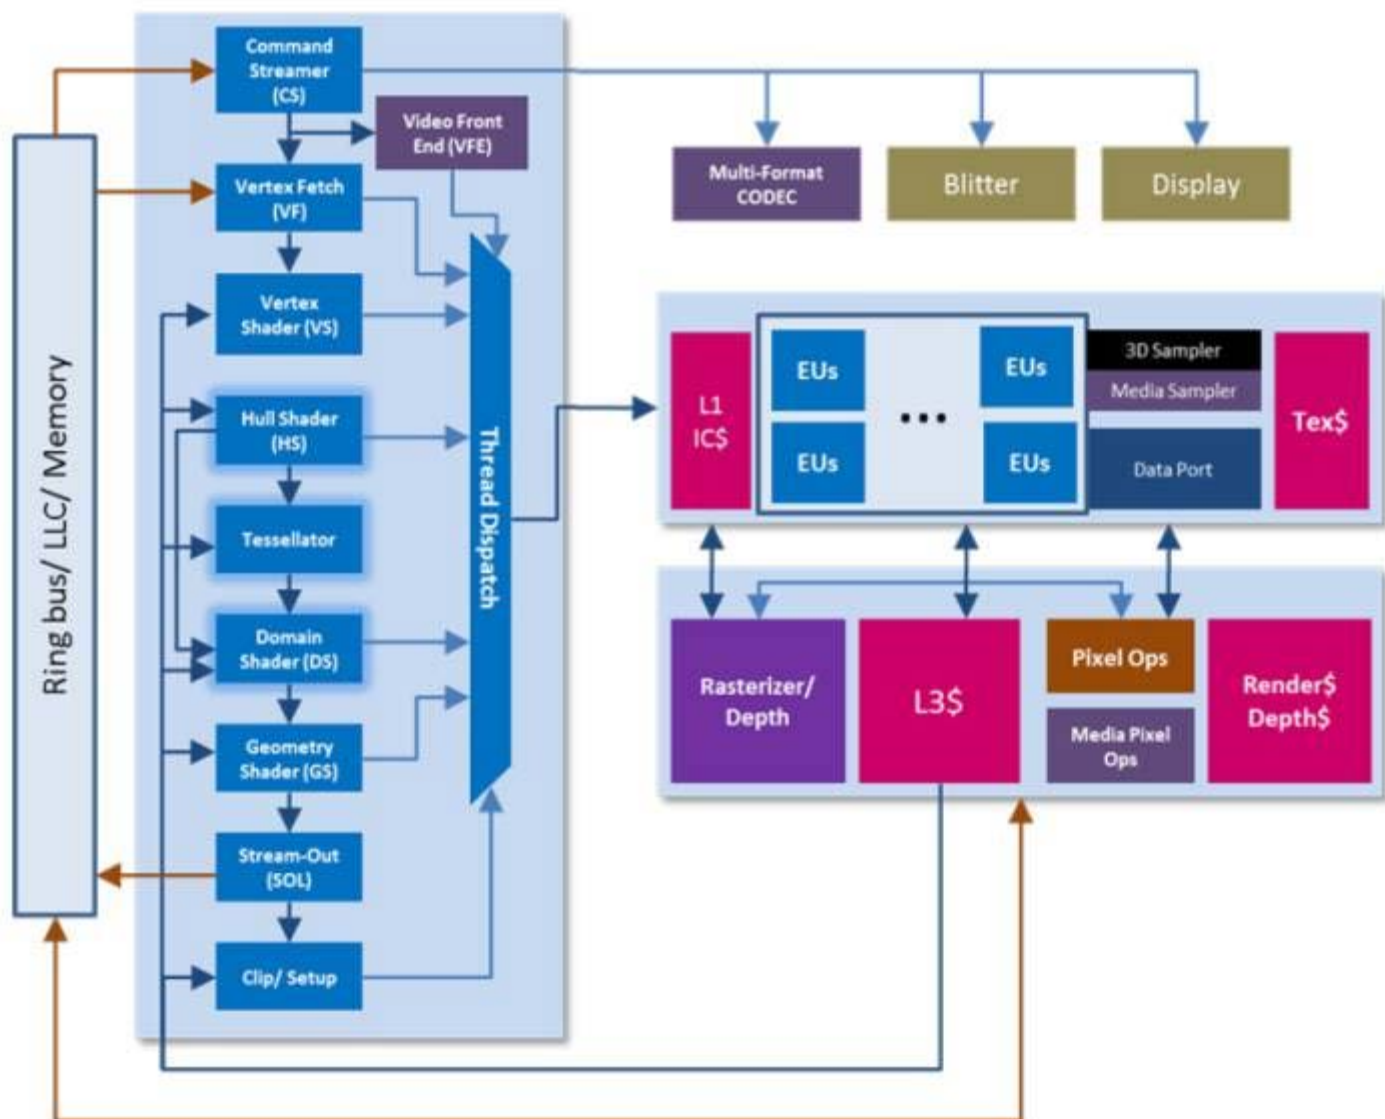 Command
Streamer
(CS)
Video Front
End (VFE)
Vertex Fetch
(VF)
Vertex
Shader (VS)
Hull Shader
(HS)
Tessellator
Domain
Shader (DS)
Geometry
Shader (GS)
Stream-Out
(SOL)
Clip/ Setup
Ring bus/ LLC/ Memory
Thread Dispatch
Multi-Format
CODEC
Blitter
Display
L1
IC$
EUs
EUs
...
EUs
EUs
3D Sampler
Media Sampler
Data Port
Tex$
Rasterizer/
Depth
L3$
Pixel Ops
Media Pixel
Ops
Render$
Depth$